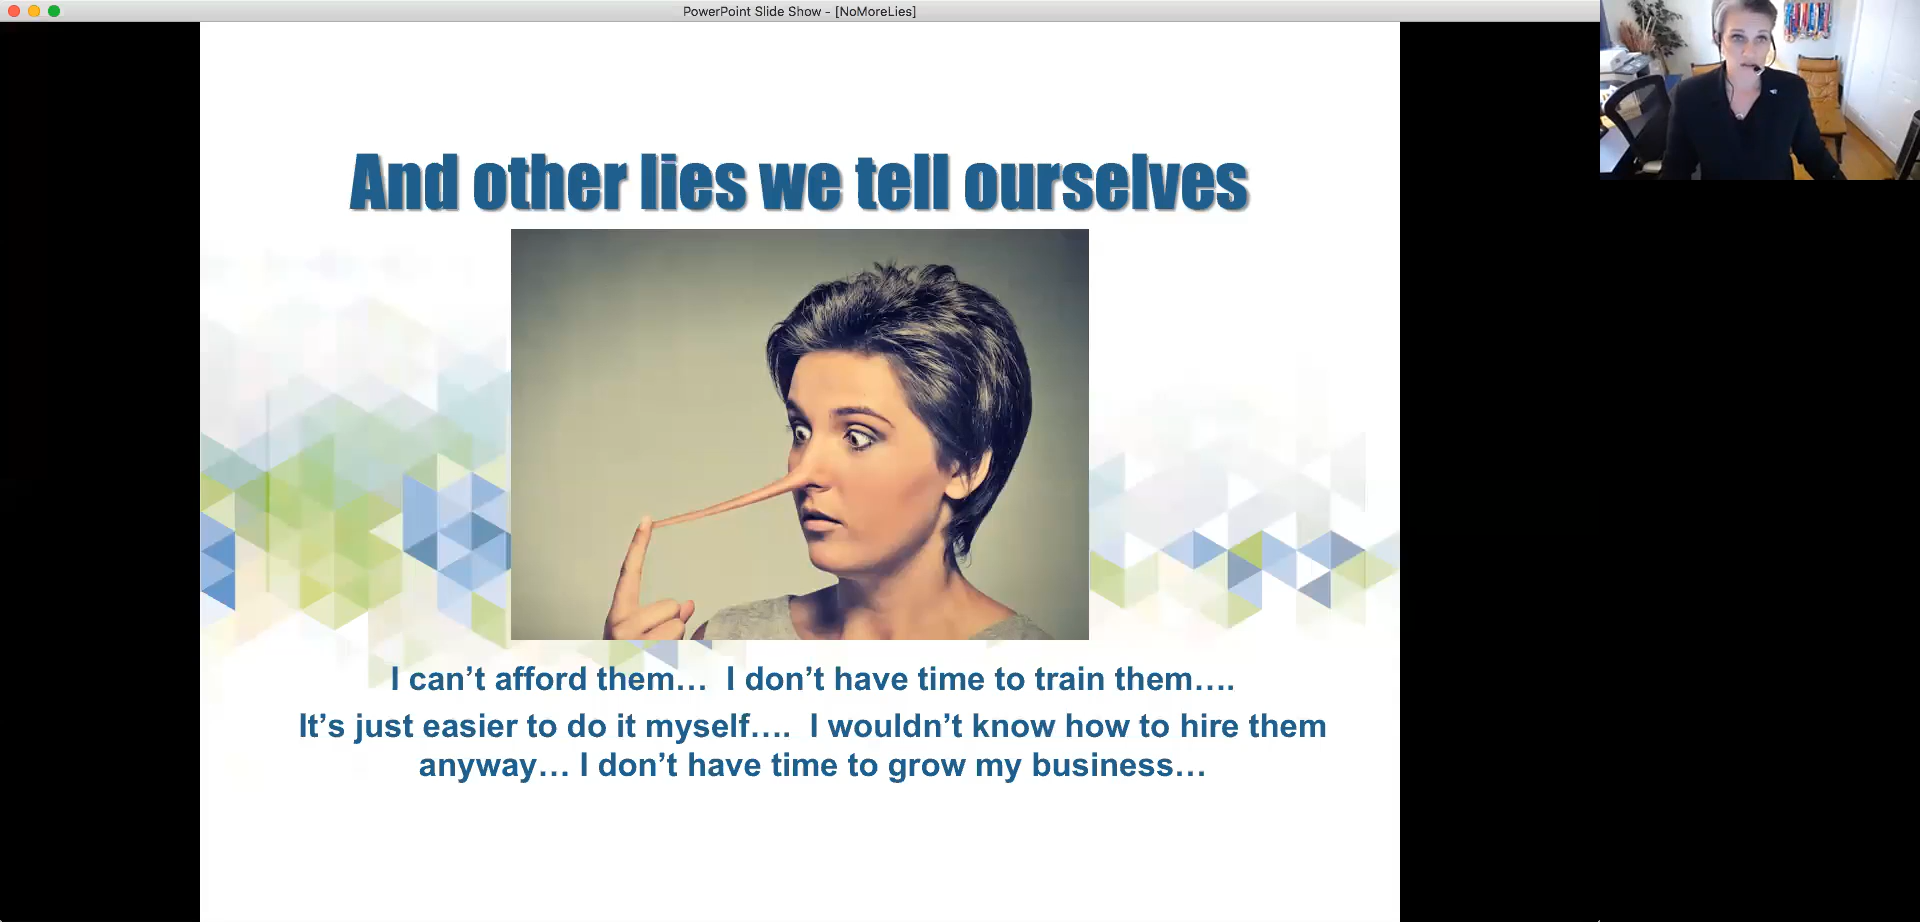 PowerPoint Slide Show - [NoMoreLies]
And other lies we tell ourselves
I can’t afford them…  I don’t have time to train them….
It’s just easier to do it myself….  I wouldn’t know how to hire them
anyway… I don’t have time to grow my business…